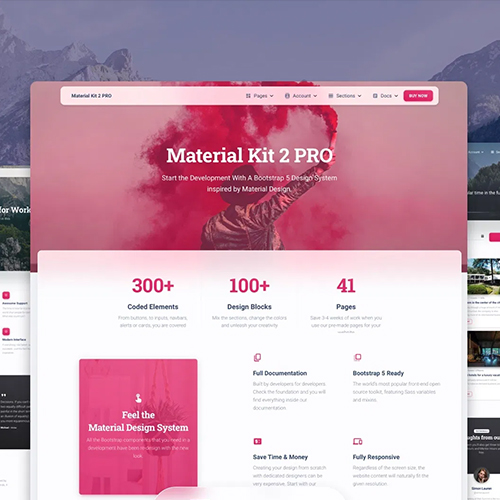 Material Kit 2 PRO
Pages
Account
Sections
Docs
BUY NOW
Material Kit 2 PRO
Start the Development With A Bootstrap 5 Design System
inspired by Material Design.
for Work
300+
100+
41
Coded Elements
Design Blocks
Pages
From buttons, to inputs, navbars,
alerts or cards, you are covered
Mix the sections, change the colors
and unleash your creativity
Save 3-4 weeks of work when you
use our pre-made pages for your
Awesome Support
Modern Interface
Full Documentation
Built by developers for developers.
Check the foundation and you will
find everything inside our
documentation.
Bootstrap 5 Ready
The world's most popular front-end open
source toolkit, featuring Sass variables
and mixins.
Feel the
Material Design System
All the Bootstrap components that you need in a
development have been re-design with the new
look.
Save Time & Money
Creating your design from scratch
with dedicated designers can be
very expensive. Start with our
Fully Responsive
Regardless of the screen size, the
website content will naturally fit the
given resolution.
ughts from our
Simon Lauren